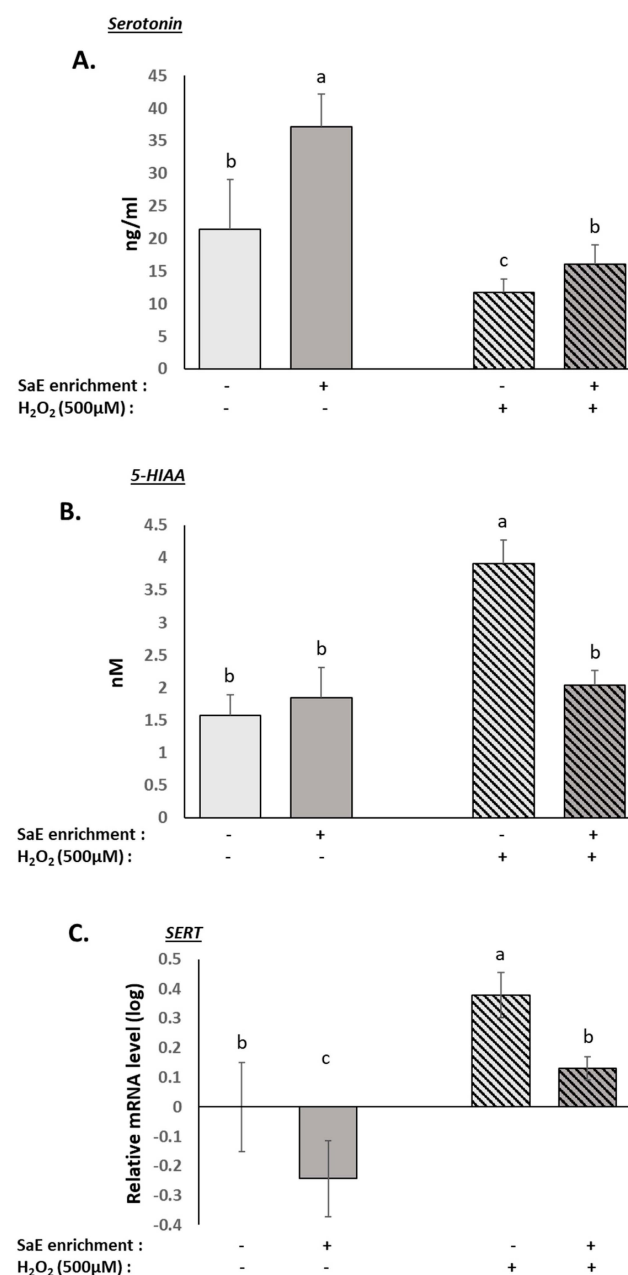 Serotonin
A.
45
40
35
30
25
20
15
10
5
0
ng/ml
b
a
c
b
SaE enrichment : - + - +
H₂O₂ (500µM) : - - + +
5-HIAA
B.
4.5
4
3.5
3
2.5
2
1.5
1
0.5
0
nM
b
b
a
b
SaE enrichment : - + - +
H₂O₂ (500µM) : - - + +
C.
SERT
0.5
0.4
0.3
0.2
0.1
0
-0.1
-0.2
-0.3
-0.4
Relative mRNA level (log)
b
c
a
b
SaE enrichment : - + - +
H₂O₂ (500µM) : - - + +